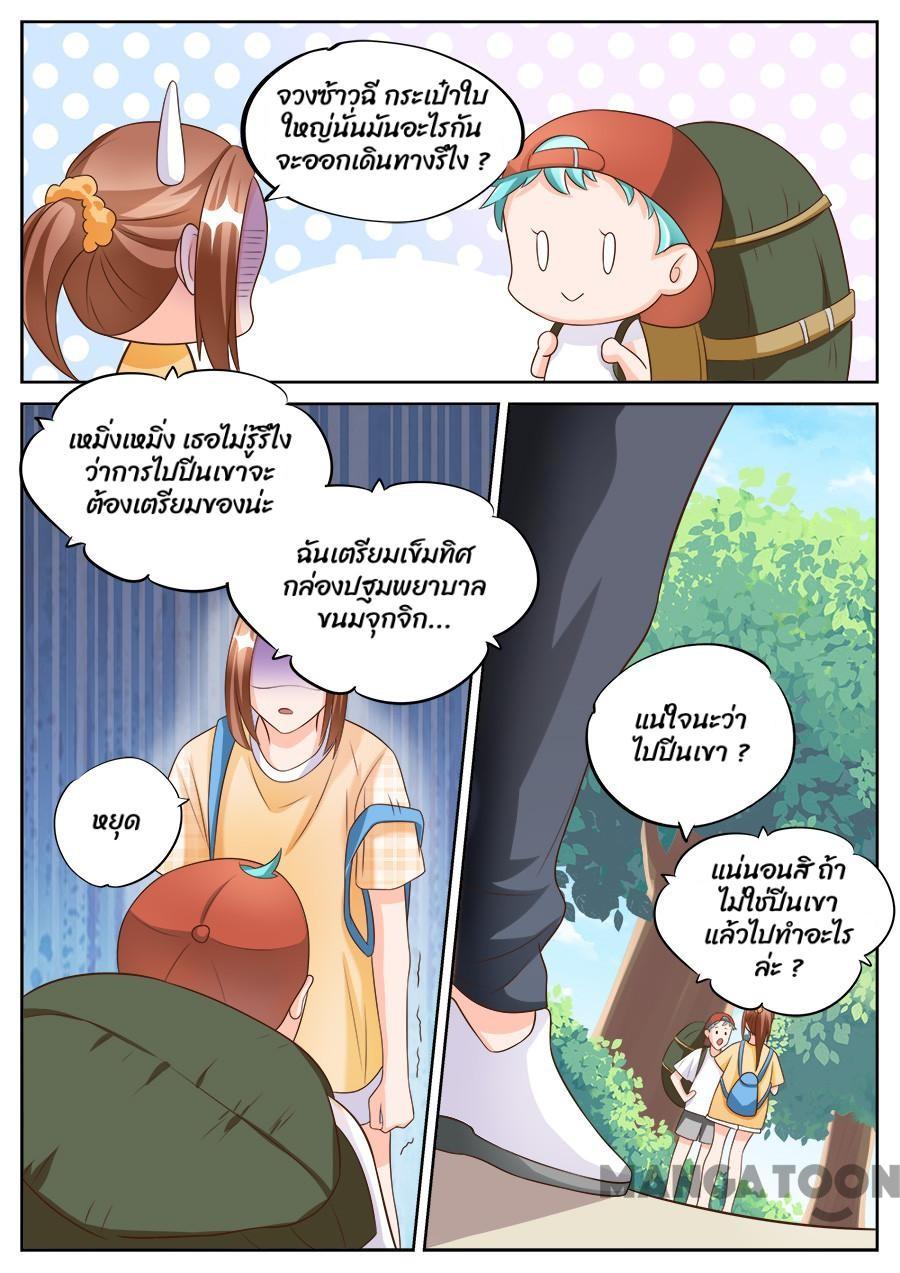 จวงซ้าวฉี กระเป๋าใบ
ใหญ่นั่นมันอะไรกัน
จะออกเดินทางรึไง ?
เหมิ่งเหมิ่ง เธอไม่รู้รึไง
ว่าการไปปีนเขาจะ
ต้องเตรียมของน่ะ
ฉันเตรียมเข็มทิศ
กล่องปฐมพยาบาล
ขนมจุกจิก...
หยุด
แน่ใจนะว่า
ไปปีนเขา ?
แน่นอนสิ ถ้า
ไม่ใช่ปีนเขา
แล้วไปทำอะไร
ล่ะ ?
MANGATOON